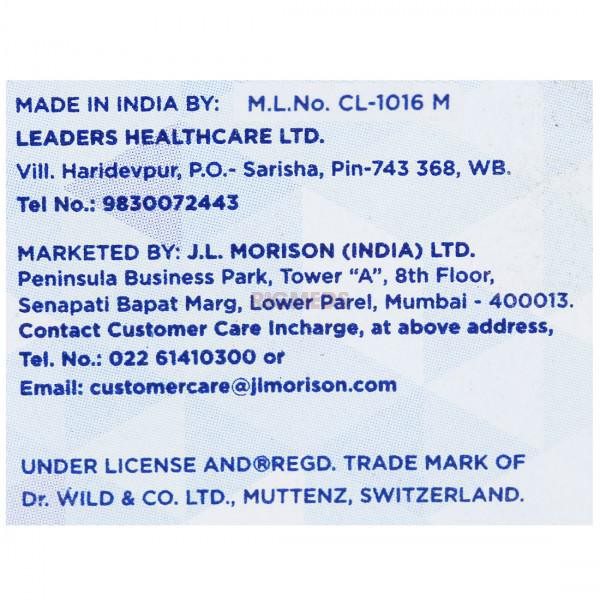 MADE IN INDIA BY: M.L.No. CL-1016 M
LEADERS HEALTHCARE LTD.
Vill. Haridevpur, P.O.- Sarisha, Pin-743 368, WB.
Tel No.: 9830072443
MARKETED BY: J.L. MORISON (INDIA) LTD.
Peninsula Business Park, Tower “A”, 8th Floor,
BIGMEDS
Senapati Bapat Marg, Lower Parel, Mumbai - 400013.
Contact Customer Care Incharge, at above address,
Tel. No.: 022 61410300 or
Email: customercare@jlmorison.com
UNDER LICENSE AND®REGD. TRADE MARK OF
Dr. WILD & CO. LTD., MUTTENZ, SWITZERLAND.